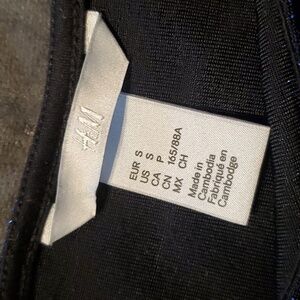 H&M
EUR S
US S
CA P
CN 165/88A
MX CH
Made in
Cambodia
Fabriqué en
Cambodge